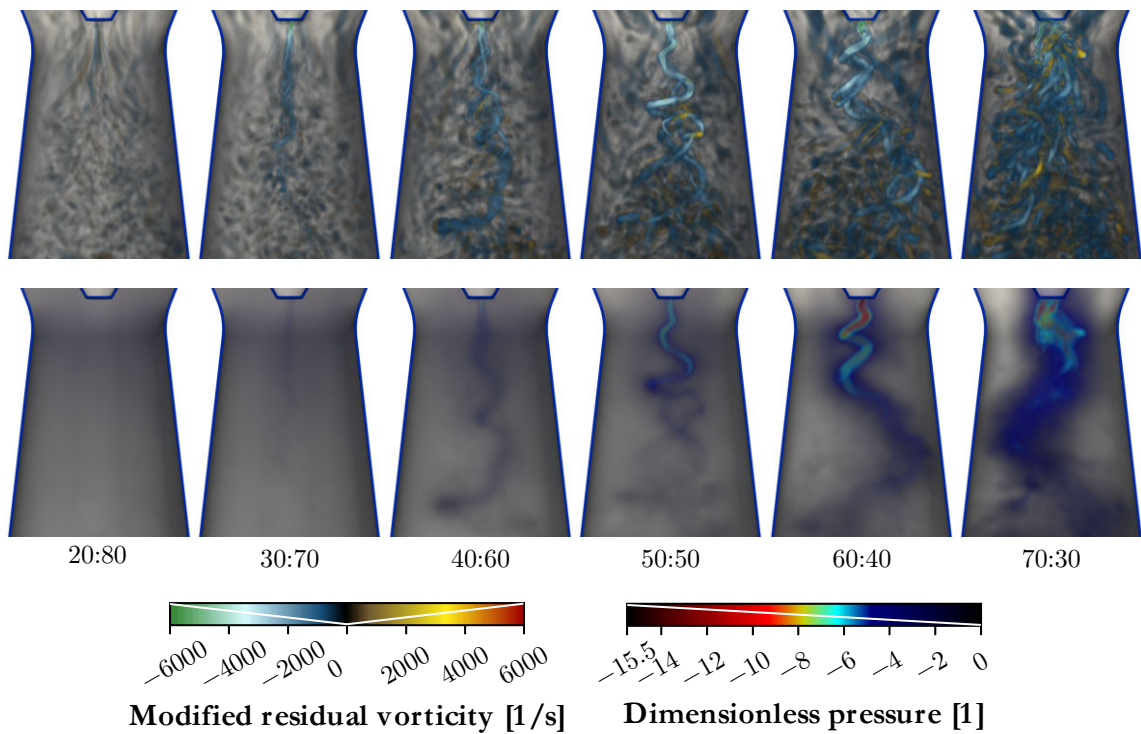 20:80 30:70 40:60 50:50 60:40 70:30
−6000 −4000 −2000 0 2000 4000 6000
−15.5 −14 −12 −10 −8 −6 −4 −2 0
Modified residual vorticity [1/s]
Dimensionless pressure [1]